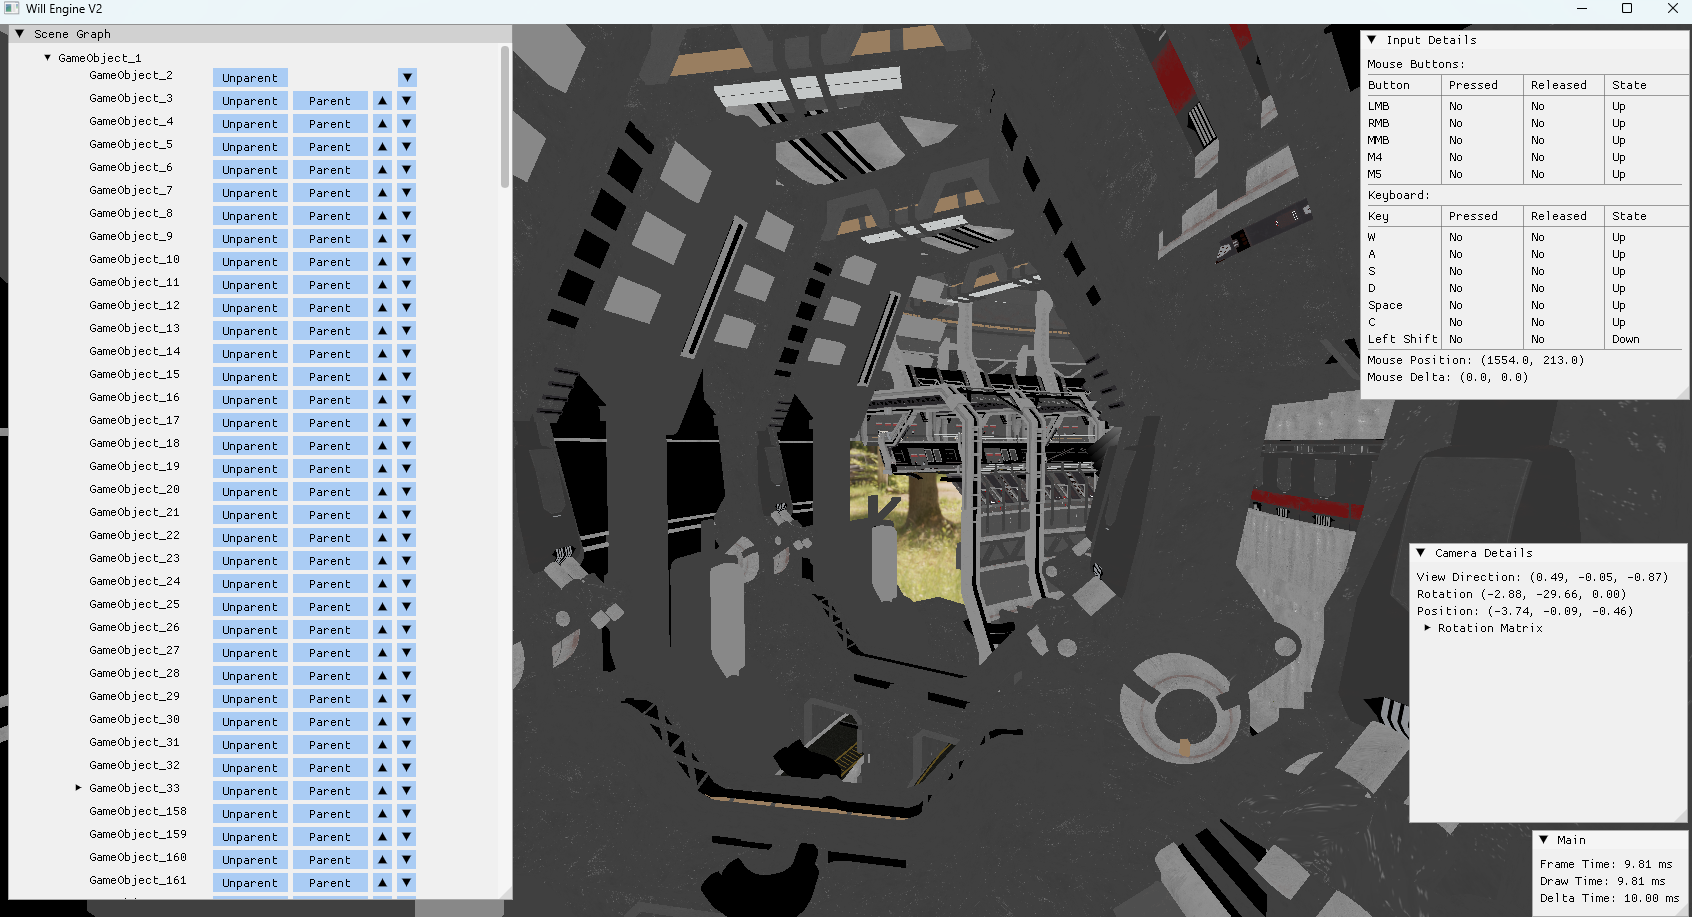 Will Engine V2
Scene Graph
GameObject_1
GameObject_2 Unparent
GameObject_3 Unparent Parent
GameObject_4 Unparent Parent
GameObject_5 Unparent Parent
GameObject_6 Unparent Parent
GameObject_7 Unparent Parent
GameObject_8 Unparent Parent
GameObject_9 Unparent Parent
GameObject_10 Unparent Parent
GameObject_11 Unparent Parent
GameObject_12 Unparent Parent
GameObject_13 Unparent Parent
GameObject_14 Unparent Parent
GameObject_15 Unparent Parent
GameObject_16 Unparent Parent
GameObject_17 Unparent Parent
GameObject_18 Unparent Parent
GameObject_19 Unparent Parent
GameObject_20 Unparent Parent
GameObject_21 Unparent Parent
GameObject_22 Unparent Parent
GameObject_23 Unparent Parent
GameObject_24 Unparent Parent
GameObject_25 Unparent Parent
GameObject_26 Unparent Parent
GameObject_27 Unparent Parent
GameObject_28 Unparent Parent
GameObject_29 Unparent Parent
GameObject_30 Unparent Parent
GameObject_31 Unparent Parent
GameObject_32 Unparent Parent
GameObject_33 Unparent Parent
GameObject_158 Unparent Parent
GameObject_159 Unparent Parent
GameObject_160 Unparent Parent
GameObject_161 Unparent Parent
Input Details
Mouse Buttons:
Button Pressed Released State
LMB No No Up
RMB No No Up
MMB No No Up
M4 No No Up
M5 No No Up
Keyboard:
Key Pressed Released State
W No No Up
A No No Up
S No No Up
D No No Up
Space No No Up
C No No Up
Left Shift No No Down
Mouse Position: (1554.0, 213.0)
Mouse Delta: (0.0, 0.0)
Camera Details
View Direction: (0.49, -0.05, -0.87)
Rotation (-2.88, -29.66, 0.00)
Position: (-3.74, -0.09, -0.46)
Rotation Matrix
Main
Frame Time: 9.81 ms
Draw Time: 9.81 ms
Delta Time: 10.00 ms